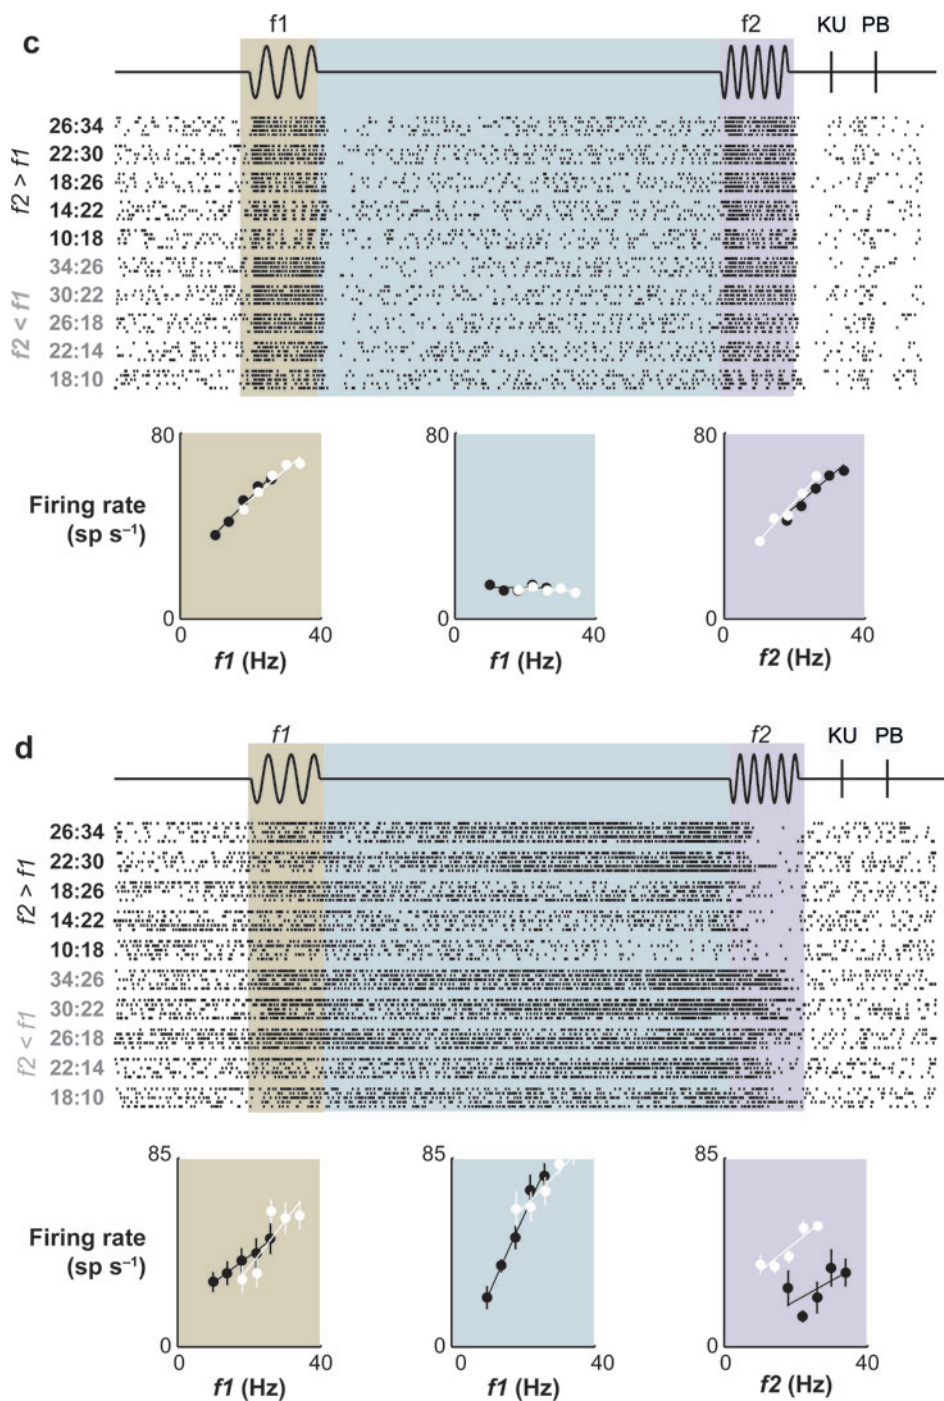 c
f1 f2 KU PB
f2 > f1
26:34
22:30
18:26
14:22
10:18
f2 < f1
34:26
30:22
26:18
22:14
18:10
80 80 80
Firing rate
(sp s⁻¹)
0 0 0
0 40 0 40 0 40
f1 (Hz) f1 (Hz) f2 (Hz)
d
f1 f2 KU PB
f2 > f1
26:34
22:30
18:26
14:22
10:18
f2 < f1
34:26
30:22
26:18
22:14
18:10
85 85 85
Firing rate
(sp s⁻¹)
0 0 0
0 40 0 40 0 40
f1 (Hz) f1 (Hz) f2 (Hz)